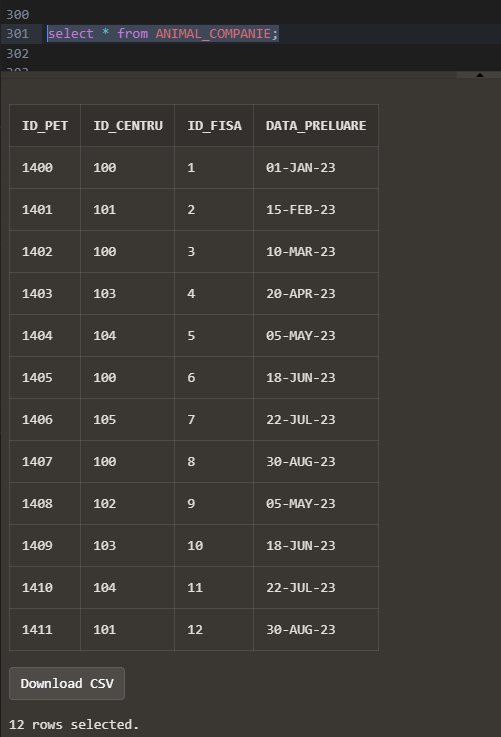 300
301 select * from ANIMAL_COMPANIE;
302
ID_PET ID_CENTRU ID_FISA DATA_PRELUARE
1400 100 1 01-JAN-23
1401 101 2 15-FEB-23
1402 100 3 10-MAR-23
1403 103 4 20-APR-23
1404 104 5 05-MAY-23
1405 100 6 18-JUN-23
1406 105 7 22-JUL-23
1407 100 8 30-AUG-23
1408 102 9 05-MAY-23
1409 103 10 18-JUN-23
1410 104 11 22-JUL-23
1411 101 12 30-AUG-23
Download CSV
12 rows selected.